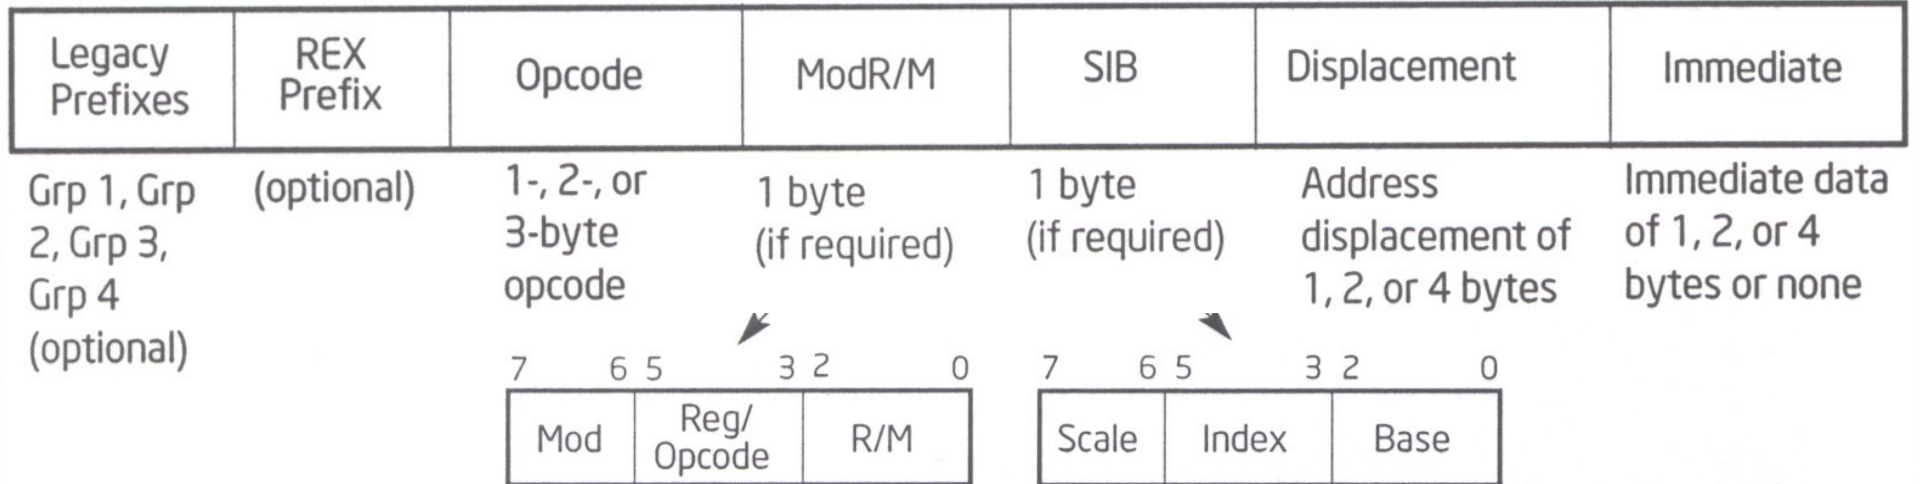 Legacy
Prefixes
REX
Prefix
Opcode
ModR/M
SIB
Displacement
Immediate
Grp 1, Grp
2, Grp 3,
Grp 4
(optional)
(optional)
1-, 2-, or
3-byte
opcode
1 byte
(if required)
1 byte
(if required)
Address
displacement of
1, 2, or 4 bytes
Immediate data
of 1, 2, or 4
bytes or none
7 6 5 3 2 0
Mod
Reg/
Opcode
R/M
7 6 5 3 2 0
Scale
Index
Base